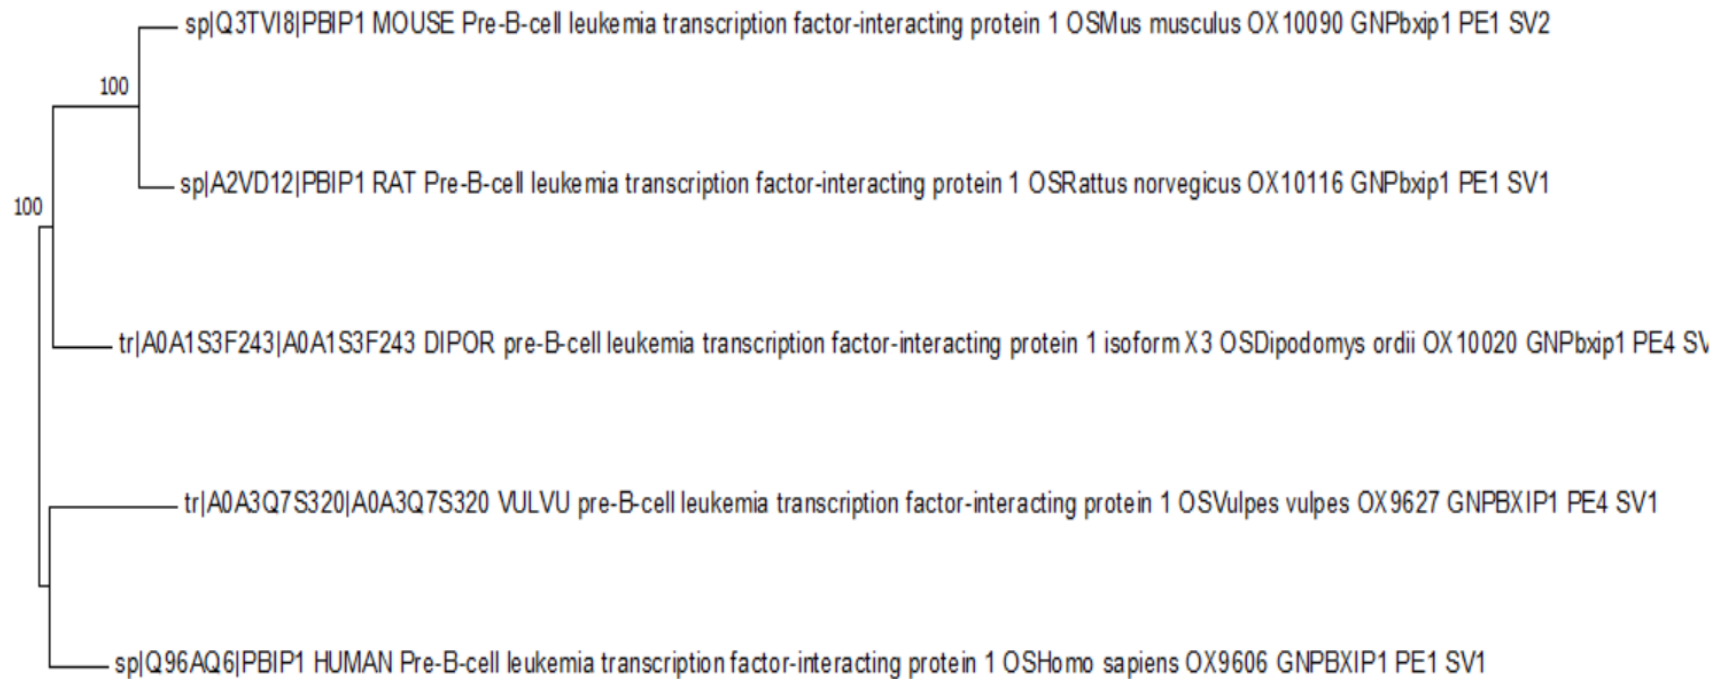 sp|Q3TVI8|PBIP1 MOUSE Pre-B-cell leukemia transcription factor-interacting protein 1 OSMus musculus OX10090 GNPbxip1 PE1 SV2
100
sp|A2VD12|PBIP1 RAT Pre-B-cell leukemia transcription factor-interacting protein 1 OSRattus norvegicus OX10116 GNPbxip1 PE1 SV1
100
tr|A0A1S3F243|A0A1S3F243 DIPOR pre-B-cell leukemia transcription factor-interacting protein 1 isoform X3 OSDipodomys ordii OX10020 GNPbxip1 PE4 SV
tr|A0A3Q7S320|A0A3Q7S320 VULVU pre-B-cell leukemia transcription factor-interacting protein 1 OSVulpes vulpes OX9627 GNPBXIP1 PE4 SV1
sp|Q96AQ6|PBIP1 HUMAN Pre-B-cell leukemia transcription factor-interacting protein 1 OSHomo sapiens OX9606 GNPBXIP1 PE1 SV1